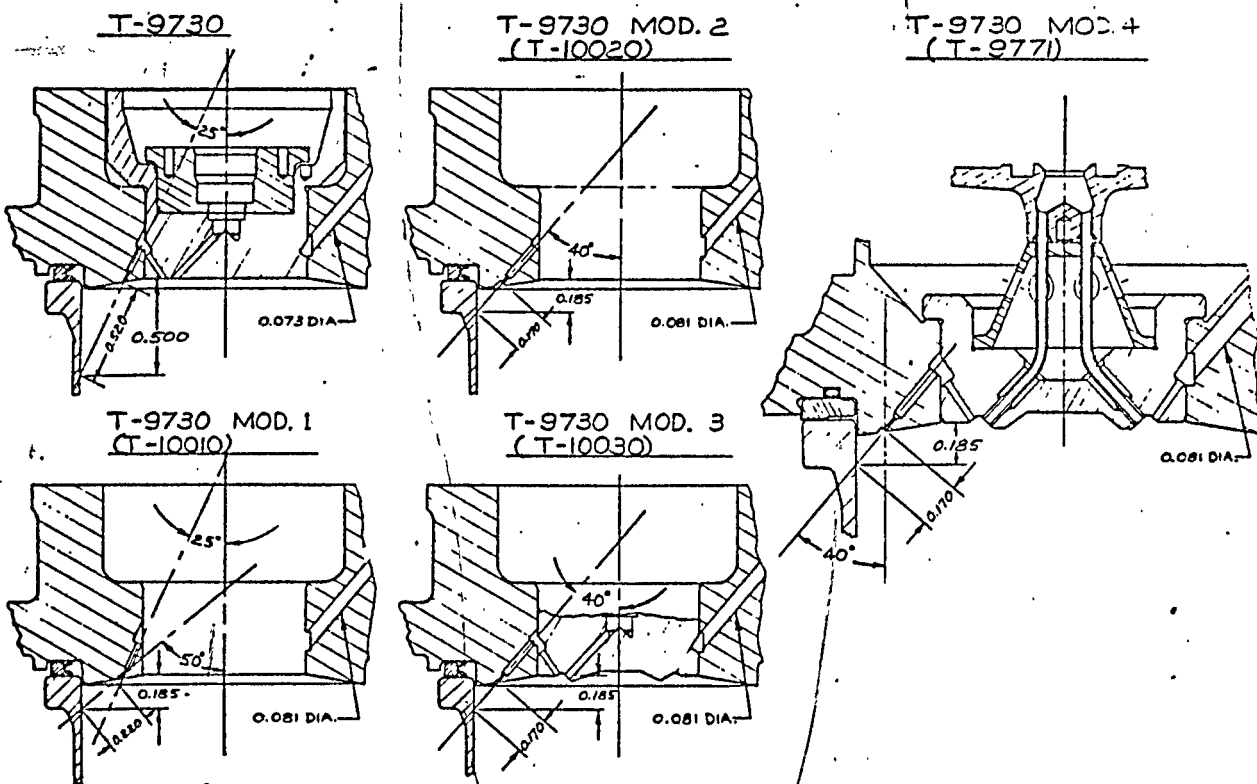 T-9730
25°
0.520
0.500
0.073 DIA
T-9730 MOD. 2
(T-10020)
40°
0.185
0.170
0.081 DIA.
T-9730 MOD. 4
(T-9771)
0.185
0.170
40°
0.081 DIA.
T-9730 MOD. 1
(T-10010)
25°
50°
0.185
0.220
0.081 DIA.
T-9730 MOD. 3
(T-10030)
40°
0.185
0.170
0.081 DIA.